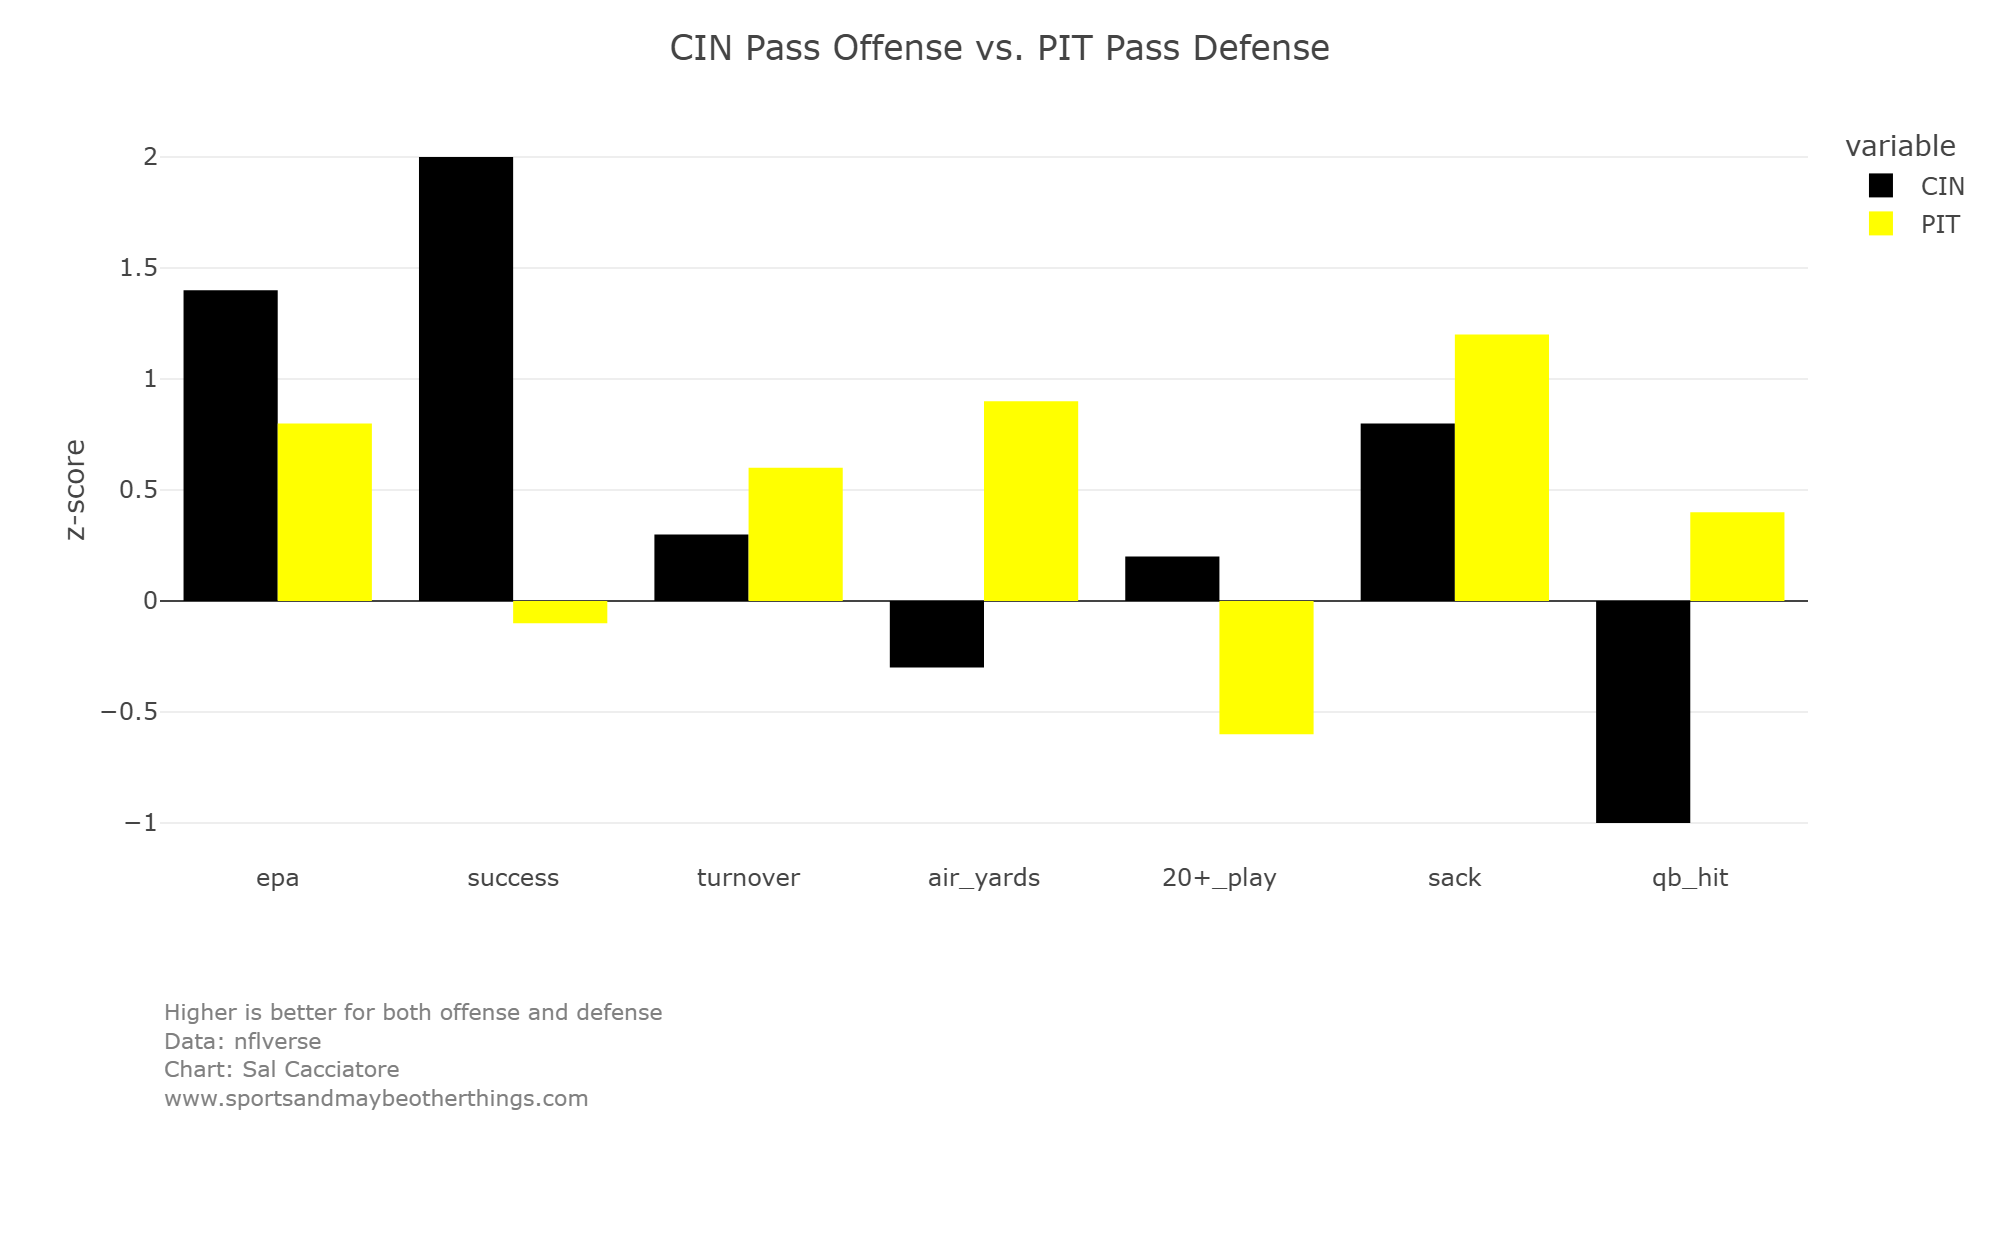 CIN Pass Offense vs. PIT Pass Defense
variable
CIN
PIT
z-score
2
1.5
1
0.5
0
−0.5
−1
epa success turnover air_yards 20+_play sack qb_hit
Higher is better for both offense and defense
Data: nflverse
Chart: Sal Cacciatore
www.sportsandmaybeotherthings.com